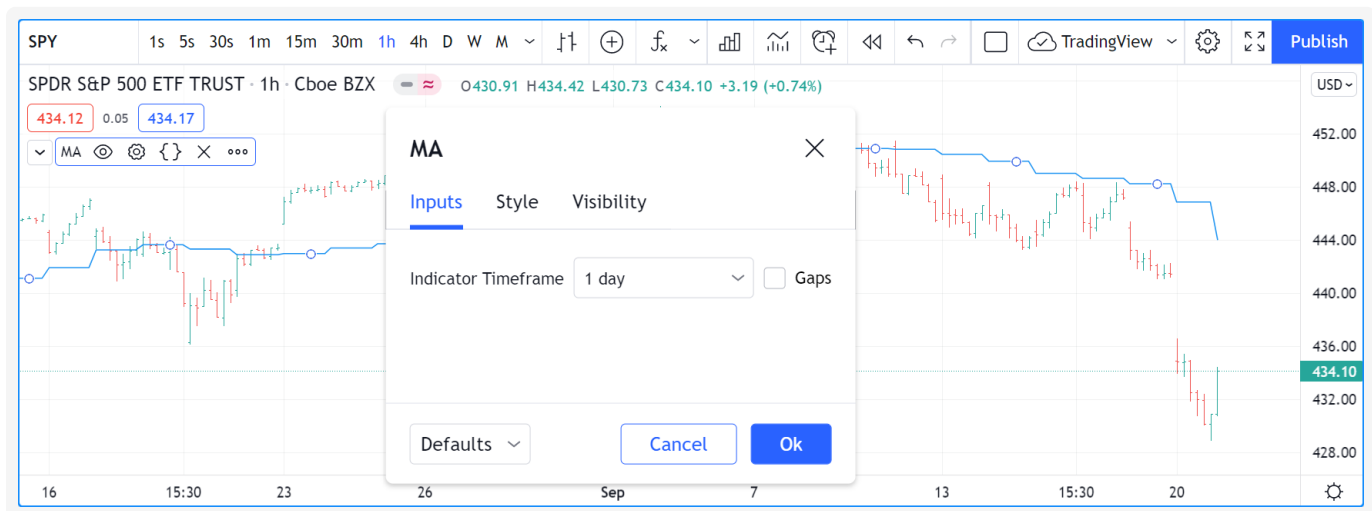 SPY 1s 5s 30s 1m 15m 30m 1h 4h D W M TradingView Publish
SPDR S&P 500 ETF TRUST · 1h · Cboe BZX O430.91 H434.42 L430.73 C434.10 +3.19 (+0.74%) USD
434.12 0.05 434.17
MA
MA
Inputs Style Visibility
Indicator Timeframe 1 day Gaps
Defaults Cancel Ok
452.00
448.00
444.00
440.00
436.00
434.10
432.00
428.00
16 15:30 23 26 Sep 7 13 15:30 20